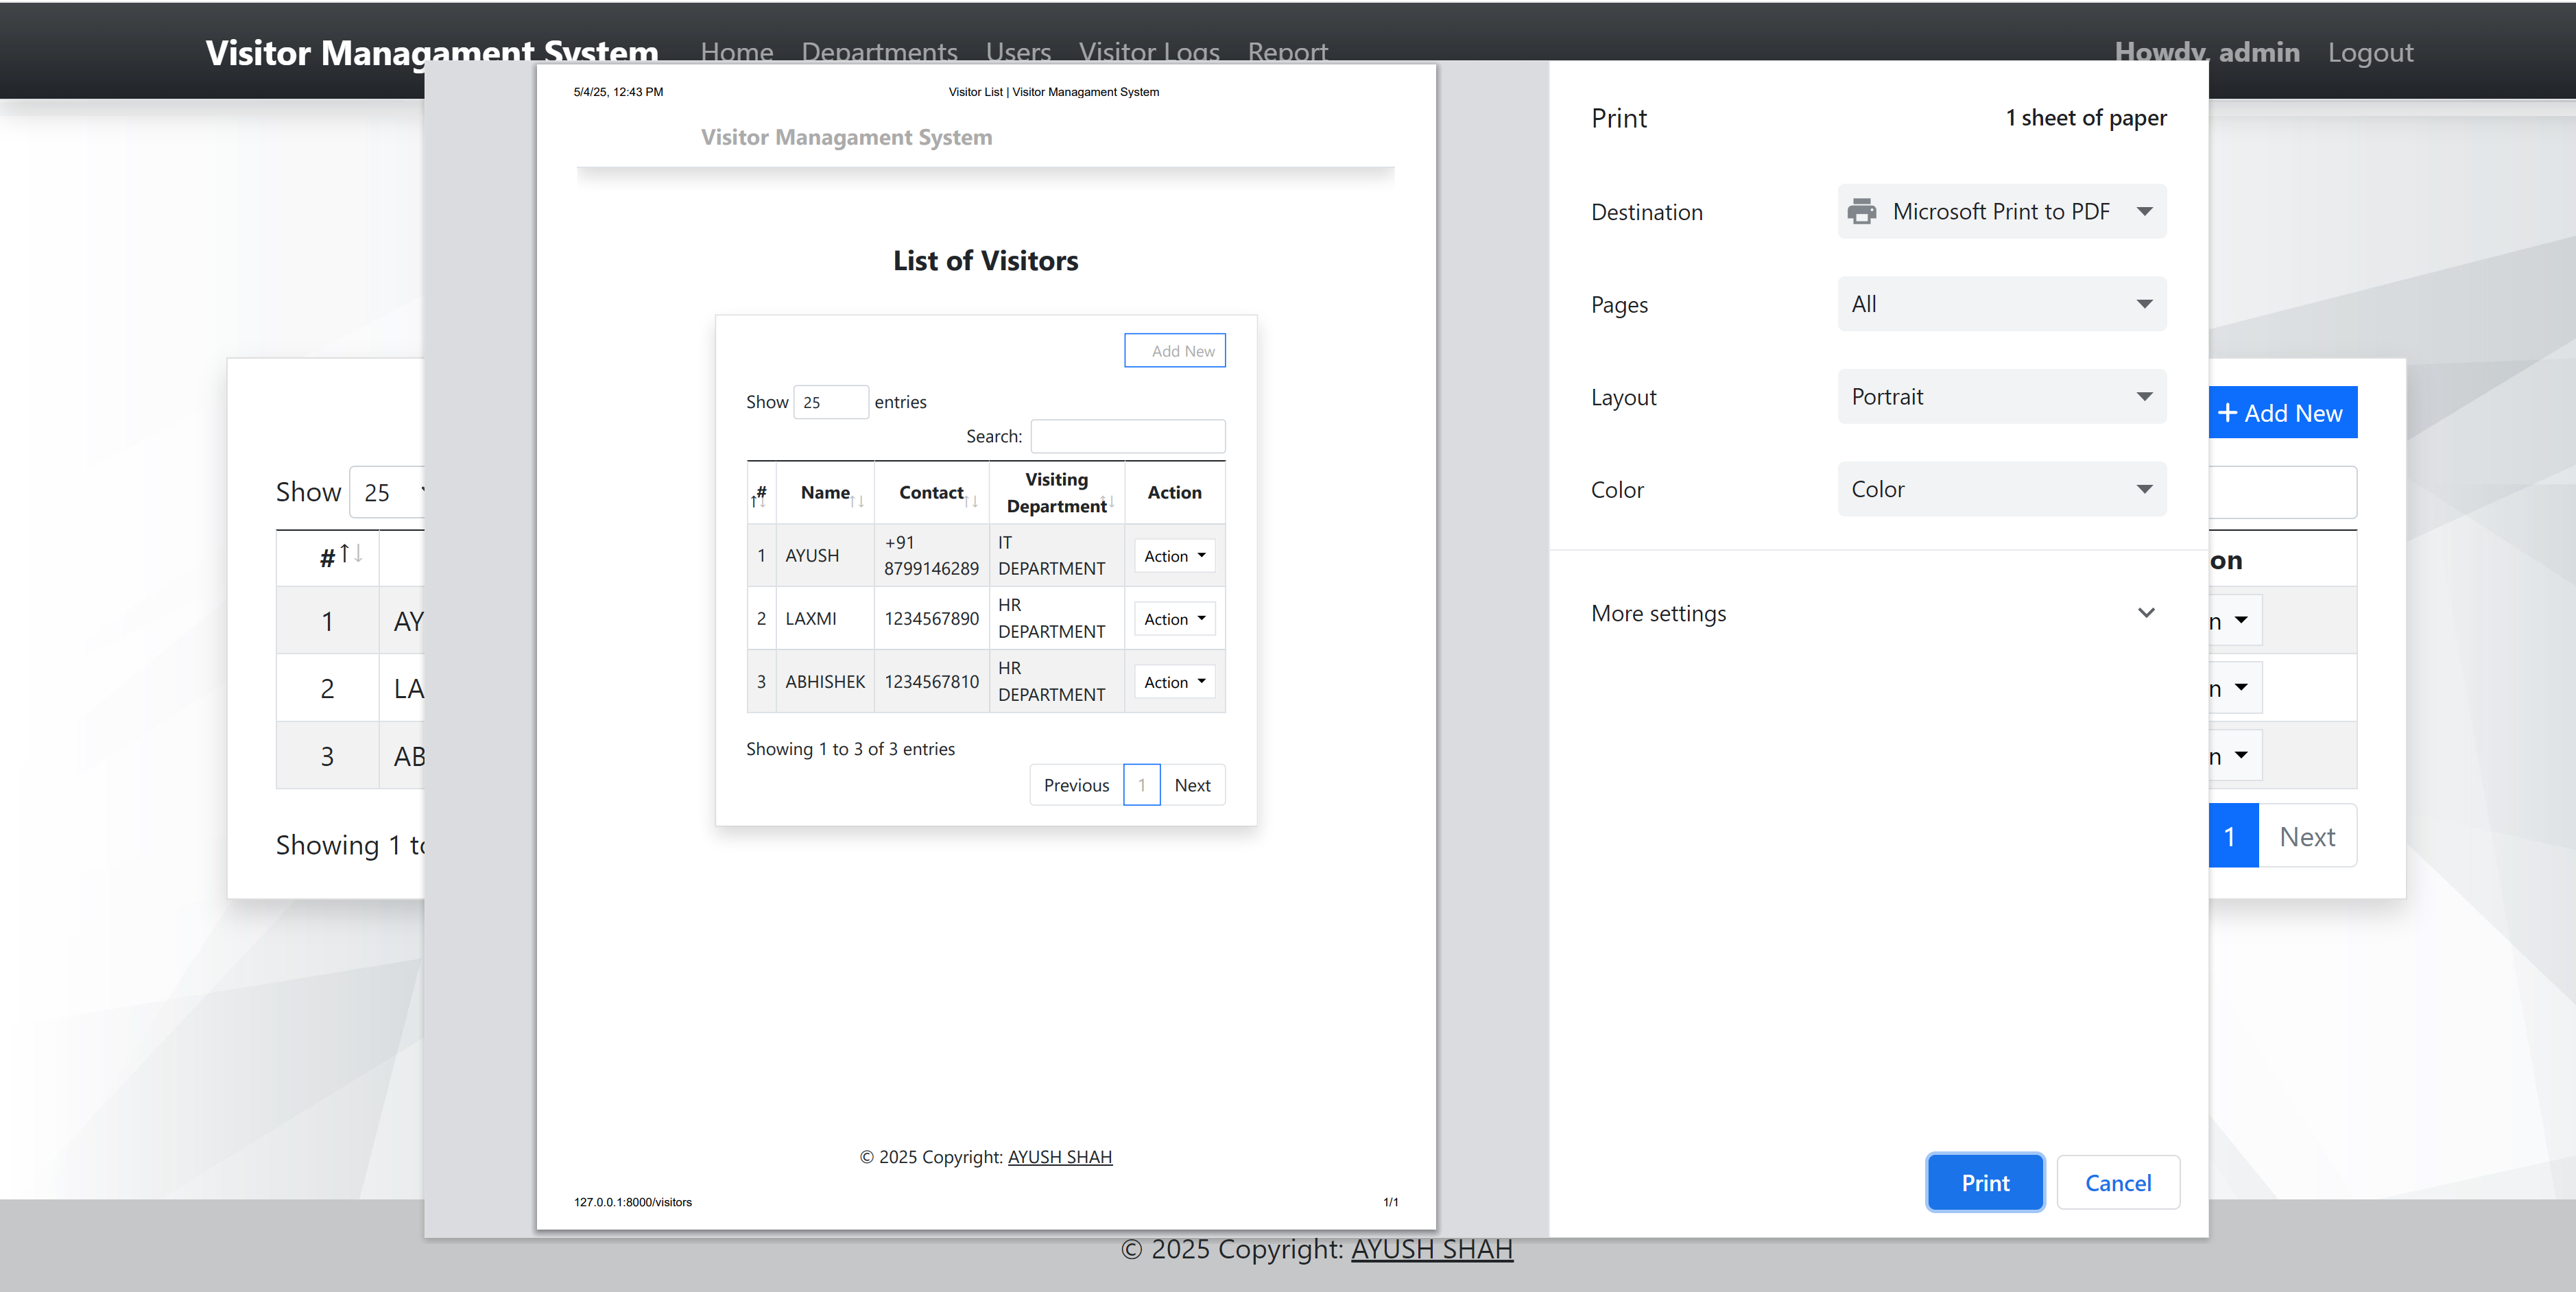 Visitor Managament System Home Departments Users Visitor Logs Report Howdy, admin Logout
5/4/25, 12:43 PM Visitor List | Visitor Managament System
Visitor Managament System
List of Visitors
Add New
Show 25 entries
Search:
# Name Contact Visiting Department Action
1 AYUSH +91 8799146289 IT DEPARTMENT Action
2 LAXMI 1234567890 HR DEPARTMENT Action
3 ABHISHEK 1234567810 HR DEPARTMENT Action
Showing 1 to 3 of 3 entries
Previous 1 Next
© 2025 Copyright: AYUSH SHAH
127.0.0.1:8000/visitors 1/1
Print 1 sheet of paper
Destination Microsoft Print to PDF
Pages All
Layout Portrait
Color Color
More settings
Print Cancel
+ Add New
Show 25
# on
1 AY n
2 LA n
3 AB n
Showing 1 to 1 Next
© 2025 Copyright: AYUSH SHAH